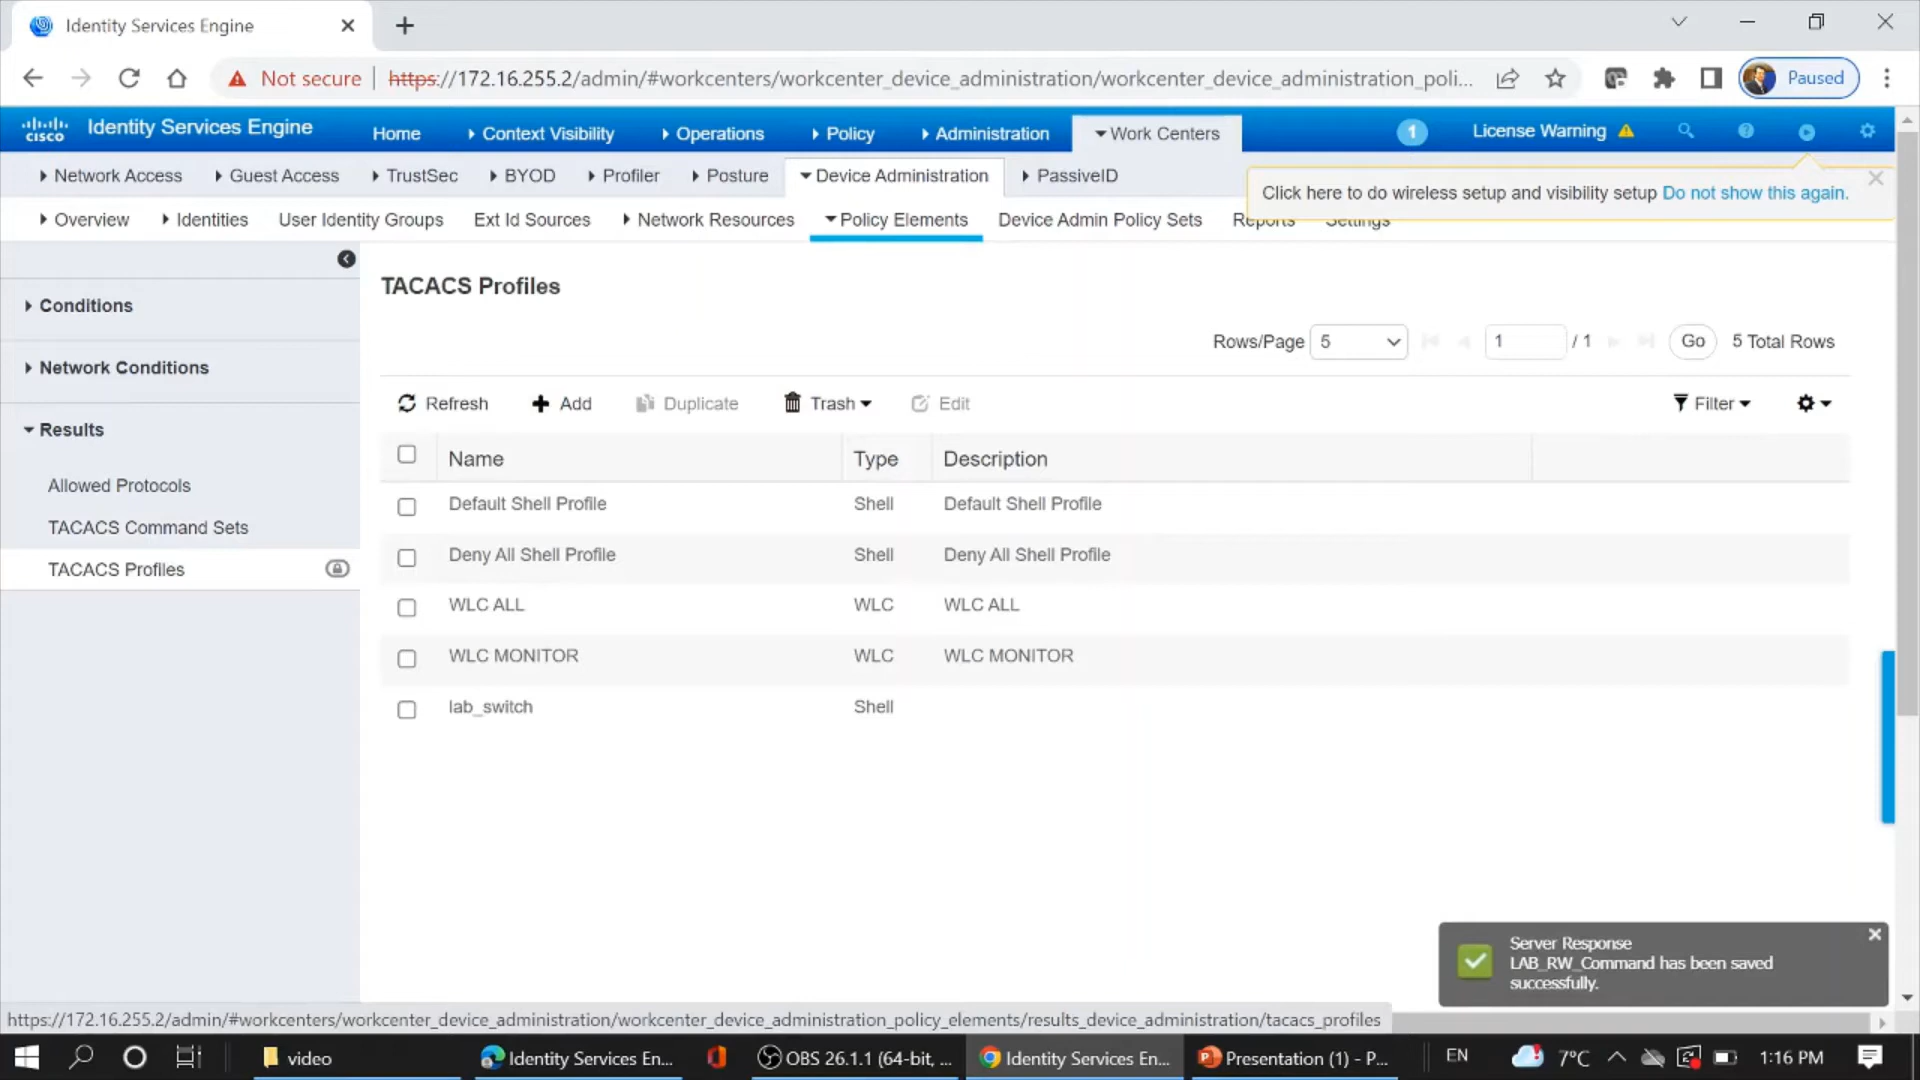 Identity Services Engine
Not secure https://172.16.255.2/admin/#workcenters/workcenter_device_administration/workcenter_device_administration_poli... Paused
cisco Identity Services Engine Home Context Visibility Operations Policy Administration Work Centers 1 License Warning
Network Access Guest Access TrustSec BYOD Profiler Posture Device Administration PassiveID
Click here to do wireless setup and visibility setup Do not show this again.
Overview Identities User Identity Groups Ext Id Sources Network Resources Policy Elements Device Admin Policy Sets Reports Settings
Conditions
Network Conditions
Results
Allowed Protocols
TACACS Command Sets
TACACS Profiles
TACACS Profiles
Rows/Page 5 1 / 1 Go 5 Total Rows
Refresh Add Duplicate Trash Edit Filter
Name Type Description
Default Shell Profile Shell Default Shell Profile
Deny All Shell Profile Shell Deny All Shell Profile
WLC ALL WLC WLC ALL
WLC MONITOR WLC WLC MONITOR
lab_switch Shell
Server Response
LAB_RW_Command has been saved
successfully.
https://172.16.255.2/admin/#workcenters/workcenter_device_administration/workcenter_device_administration_policy_elements/results_device_administration/tacacs_profiles
video Identity Services En... OBS 26.1.1 (64-bit, ... Identity Services En... Presentation (1) - P... EN 7°C 1:16 PM